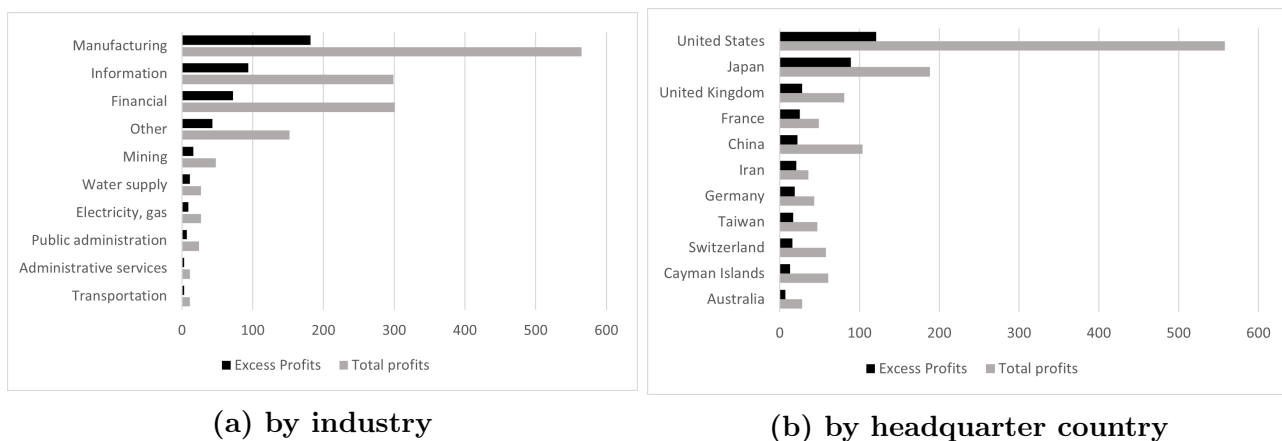 Manufacturing
Information
Financial
Other
Mining
Water supply
Electricity, gas
Public administration
Administrative services
Transportation
0 100 200 300 400 500 600
Excess Profits Total profits
(a) by industry
United States
Japan
United Kingdom
France
China
Iran
Germany
Taiwan
Switzerland
Cayman Islands
Australia
0 100 200 300 400 500 600
Excess Profits Total profits
(b) by headquarter country